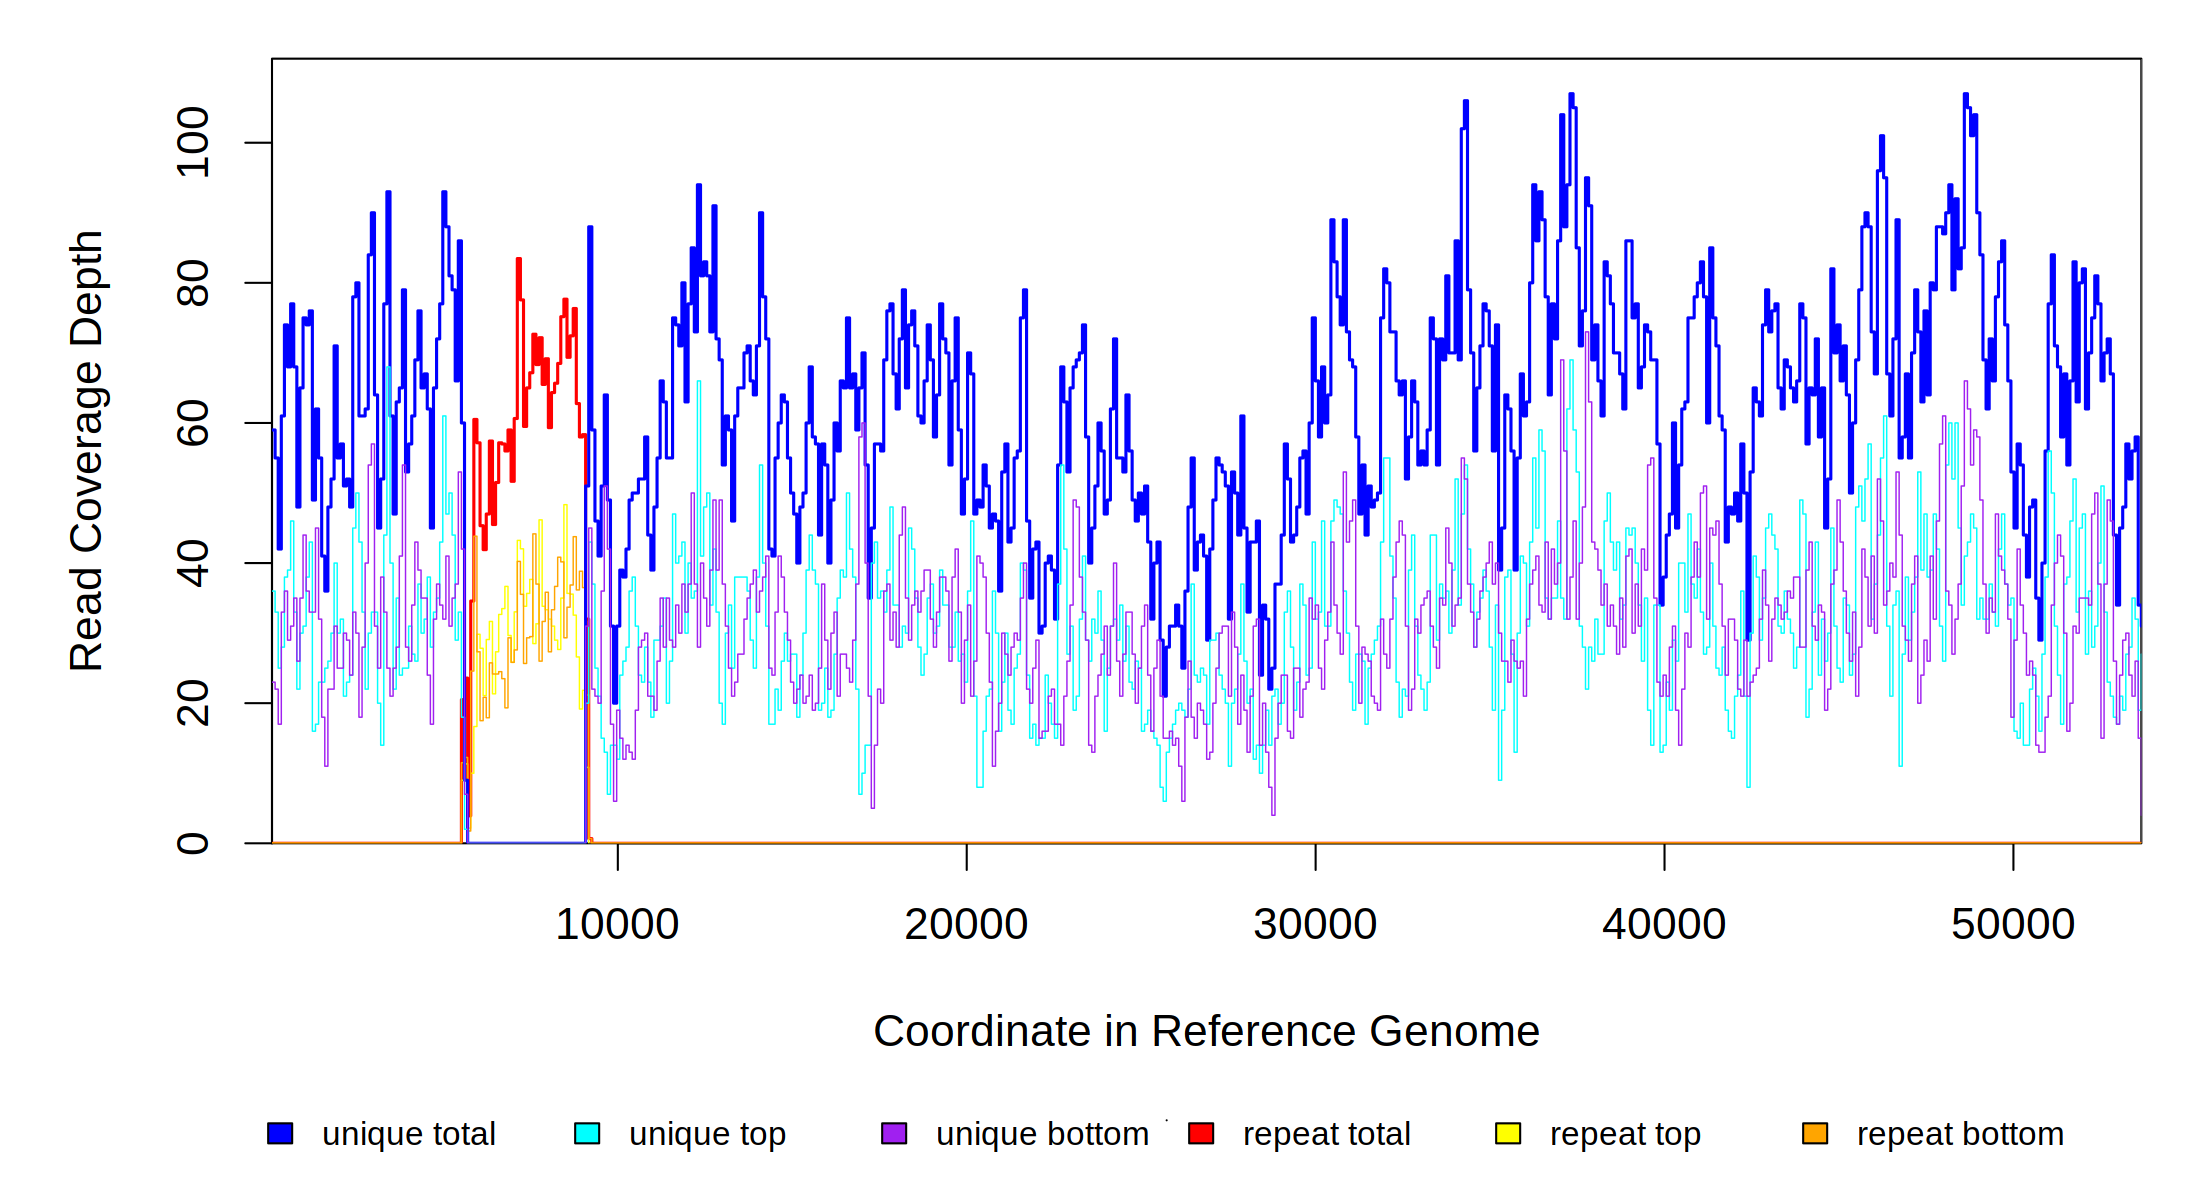 Read Coverage Depth
100
80
60
40
20
0
10000 20000 30000 40000 50000
Coordinate in Reference Genome
unique total unique top unique bottom repeat total repeat top repeat bottom